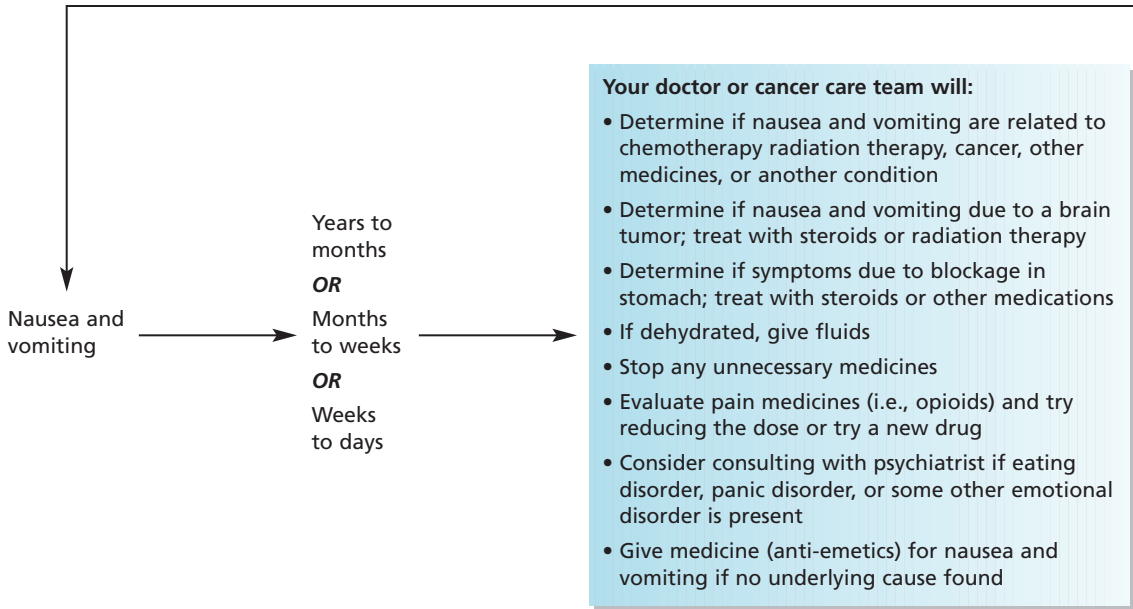 Nausea and
vomiting
Years to
months
OR
Months
to weeks
OR
Weeks
to days
Your doctor or cancer care team will:
• Determine if nausea and vomiting are related to
chemotherapy radiation therapy, cancer, other
medicines, or another condition
• Determine if nausea and vomiting due to a brain
tumor; treat with steroids or radiation therapy
• Determine if symptoms due to blockage in
stomach; treat with steroids or other medications
• If dehydrated, give fluids
• Stop any unnecessary medicines
• Evaluate pain medicines (i.e., opioids) and try
reducing the dose or try a new drug
• Consider consulting with psychiatrist if eating
disorder, panic disorder, or some other emotional
disorder is present
• Give medicine (anti-emetics) for nausea and
vomiting if no underlying cause found